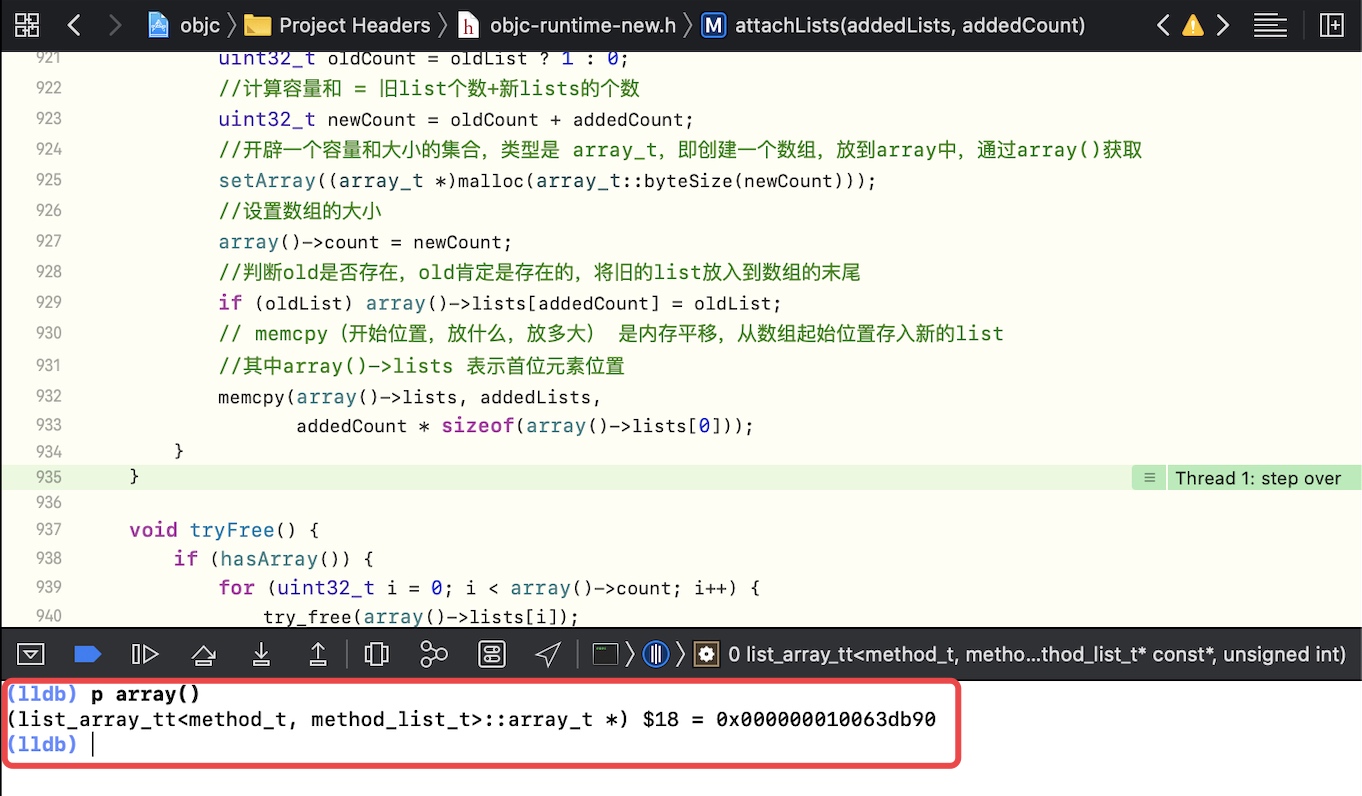 objc > Project Headers > h objc-runtime-new.h > M attachLists(addedLists, addedCount)
921 uint32_t oldCount = oldList ? 1 : 0;
922 //计算容量和 = 旧list个数+新lists的个数
923 uint32_t newCount = oldCount + addedCount;
924 //开辟一个容量和大小的集合，类型是 array_t，即创建一个数组，放到array中，通过array()获取
925 setArray((array_t *)malloc(array_t::byteSize(newCount)));
926 //设置数组的大小
927 array()->count = newCount;
928 //判断old是否存在，old肯定是存在的，将旧的list放入到数组的末尾
929 if (oldList) array()->lists[addedCount] = oldList;
930 // memcpy（开始位置，放什么，放多大） 是内存平移，从数组起始位置存入新的list
931 //其中array()->lists 表示首位元素位置
932 memcpy(array()->lists, addedLists,
933 addedCount * sizeof(array()->lists[0]));
934 }
935 } Thread 1: step over
936
937 void tryFree() {
938 if (hasArray()) {
939 for (uint32_t i = 0; i < array()->count; i++) {
940 try_free(array()->lists[i]);
0 list_array_tt<method_t, metho...thod_list_t* const*, unsigned int)
(lldb) p array()
(list_array_tt<method_t, method_list_t>::array_t *) $18 = 0x000000010063db90
(lldb)